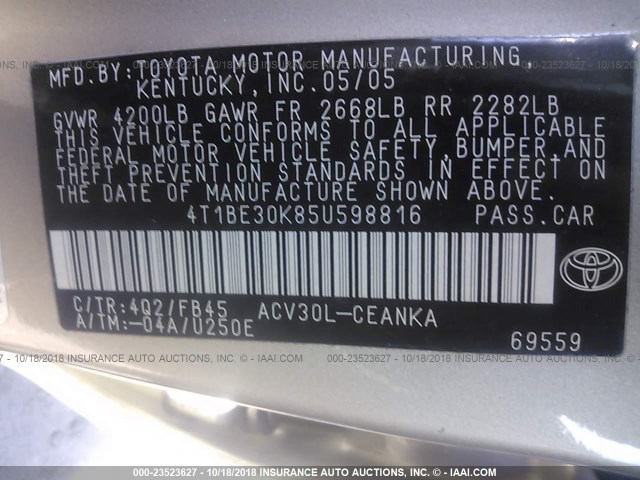 MFD. BY: TOYOTA MOTOR MANUFACTURING,
KENTUCKY, INC. 05/05
GVWR 4200LB GAWR FR 2668LB RR 2282LB
THIS VEHICLE CONFORMS TO ALL APPLICABLE
FEDERAL MOTOR VEHICLE SAFETY, BUMPER, AND
THEFT PREVENTION STANDARDS IN EFFECT ON
THE DATE OF MANUFACTURE SHOWN ABOVE.
4T1BE30K85U598816 PASS.CAR
C/TR: 4Q2/FB45 ACV30L-CEANKA
A/TM: -04A/U250E
69559
000-23523627 - 10/18/2018 INSURANCE AUTO AUCTIONS (C) - IAAI.COM